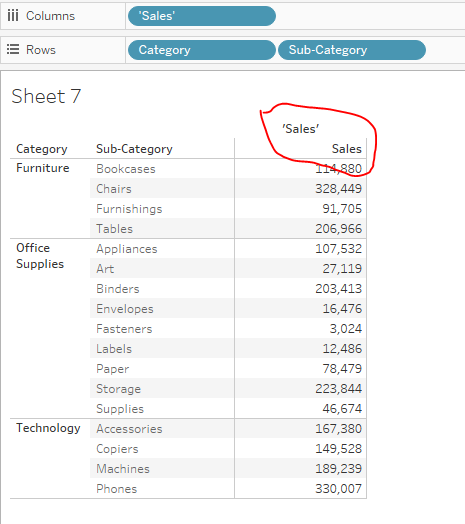 Columns 'Sales'
Rows Category Sub-Category
Sheet 7
'Sales'
Category Sub-Category Sales
Furniture Bookcases 114,880
Chairs 328,449
Furnishings 91,705
Tables 206,966
Office Supplies Appliances 107,532
Art 27,119
Binders 203,413
Envelopes 16,476
Fasteners 3,024
Labels 12,486
Paper 78,479
Storage 223,844
Supplies 46,674
Technology Accessories 167,380
Copiers 149,528
Machines 189,239
Phones 330,007